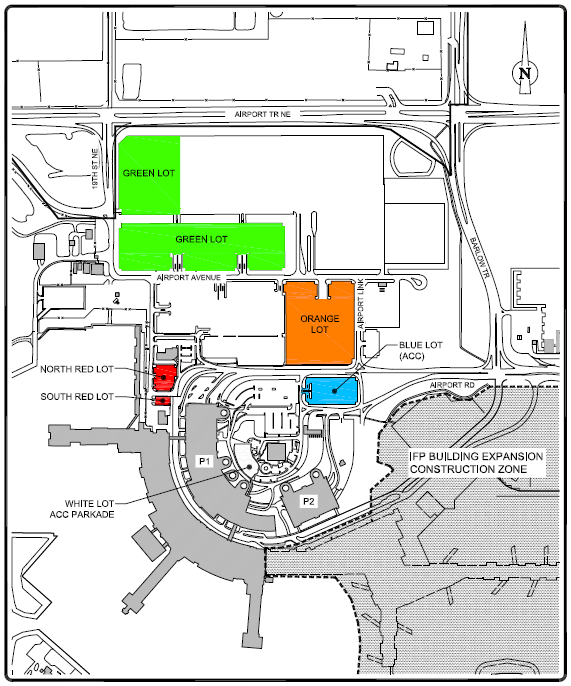 N
AIRPORT TR NE
19TH ST NE
GREEN LOT
GREEN LOT
BARLOW TR
AIRPORT AVENUE
AIRPORT LINK
ORANGE
LOT
BLUE LOT
(ACC)
NORTH RED LOT
AIRPORT RD
SOUTH RED LOT
IFP BUILDING EXPANSION
CONSTRUCTION ZONE
P1
P2
WHITE LOT
ACC PARKADE